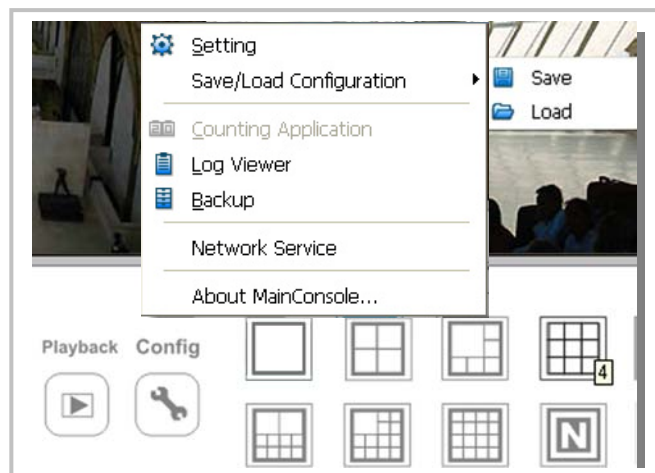 Setting
Save/Load Configuration
Save
Load
Counting Application
Log Viewer
Backup
Network Service
About MainConsole...
Playback
Config
4
N